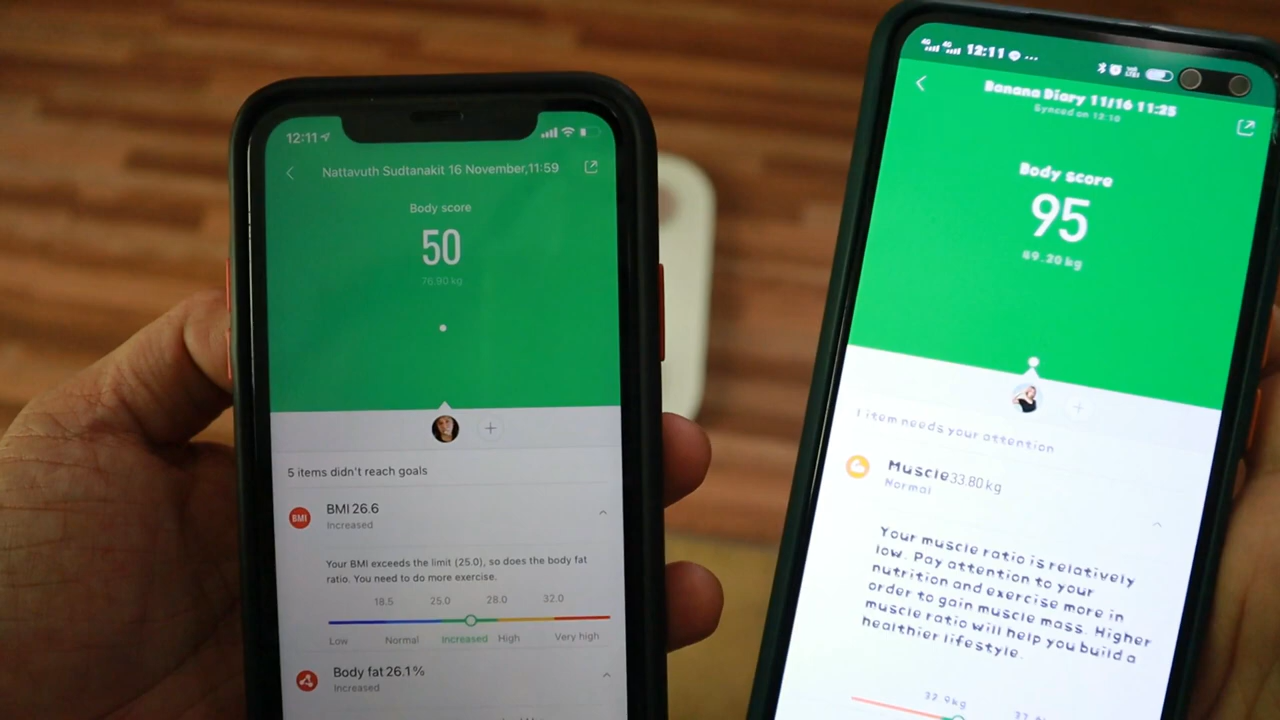 12:11
Nattavuth Sudtanakit 16 November,11:59
Body score
50
76.90 kg
5 items didn't reach goals
BMI
BMI 26.6
Increased
Your BMI exceeds the limit (25.0), so does the body fat
ratio. You need to do more exercise.
18.5 25.0 28.0 32.0
Low Normal Increased High Very high
Body fat 26.1%
Increased
4G 4G 12:11
Banana Diary 11/16 11:25
Synced on 12:10
Body score
95
49.20 kg
1 item needs your attention
Muscle 33.80 kg
Normal
Your muscle ratio is relatively
low. Pay attention to your
nutrition and exercise more in
order to gain muscle mass. Higher
muscle ratio will help you build a
healthier lifestyle.
32.9kg